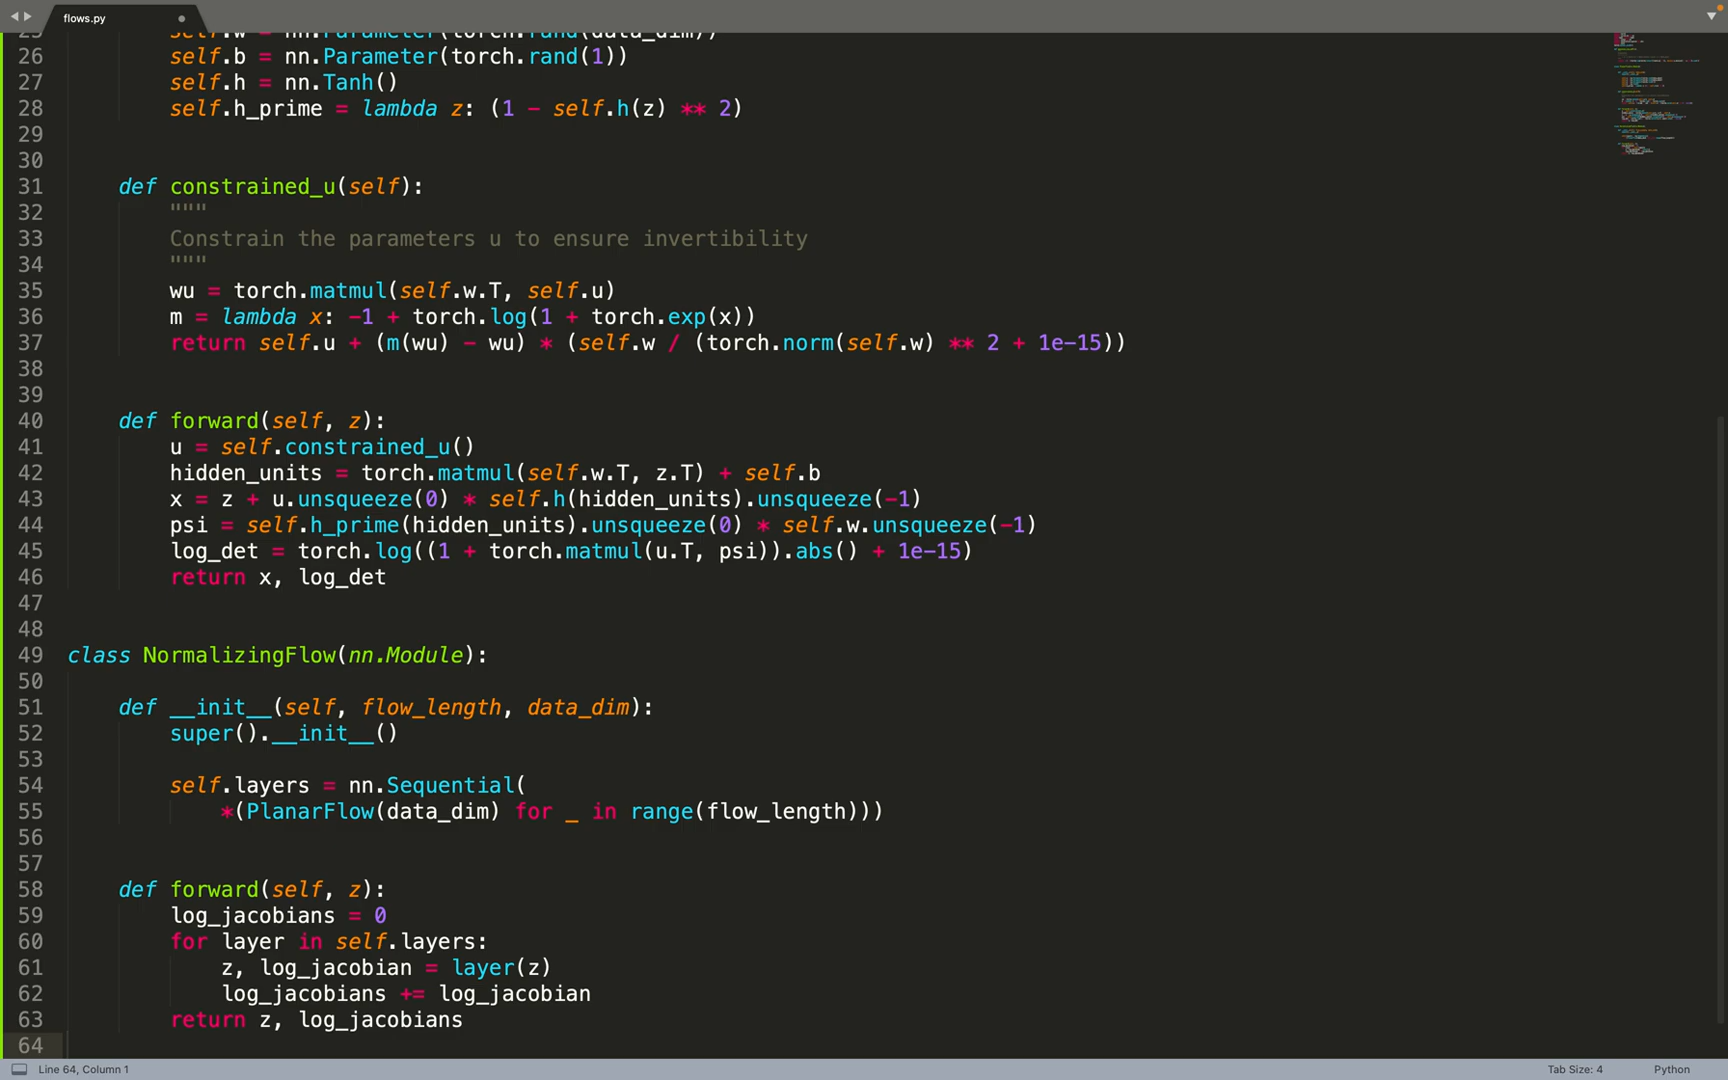 flows.py
25 self.w = nn.Parameter(torch.rand(data_dim))
26 self.b = nn.Parameter(torch.rand(1))
27 self.h = nn.Tanh()
28 self.h_prime = lambda z: (1 - self.h(z) ** 2)
29
30
31 def constrained_u(self):
32 """
33 Constrain the parameters u to ensure invertibility
34 """
35 wu = torch.matmul(self.w.T, self.u)
36 m = lambda x: -1 + torch.log(1 + torch.exp(x))
37 return self.u + (m(wu) - wu) * (self.w / (torch.norm(self.w) ** 2 + 1e-15))
38
39
40 def forward(self, z):
41 u = self.constrained_u()
42 hidden_units = torch.matmul(self.w.T, z.T) + self.b
43 x = z + u.unsqueeze(0) * self.h(hidden_units).unsqueeze(-1)
44 psi = self.h_prime(hidden_units).unsqueeze(0) * self.w.unsqueeze(-1)
45 log_det = torch.log((1 + torch.matmul(u.T, psi)).abs() + 1e-15)
46 return x, log_det
47
48
49 class NormalizingFlow(nn.Module):
50
51 def __init__(self, flow_length, data_dim):
52 super().__init__()
53
54 self.layers = nn.Sequential(
55 *(PlanarFlow(data_dim) for _ in range(flow_length)))
56
57
58 def forward(self, z):
59 log_jacobians = 0
60 for layer in self.layers:
61 z, log_jacobian = layer(z)
62 log_jacobians += log_jacobian
63 return z, log_jacobians
64
Line 64, Column 1
Tab Size: 4
Python